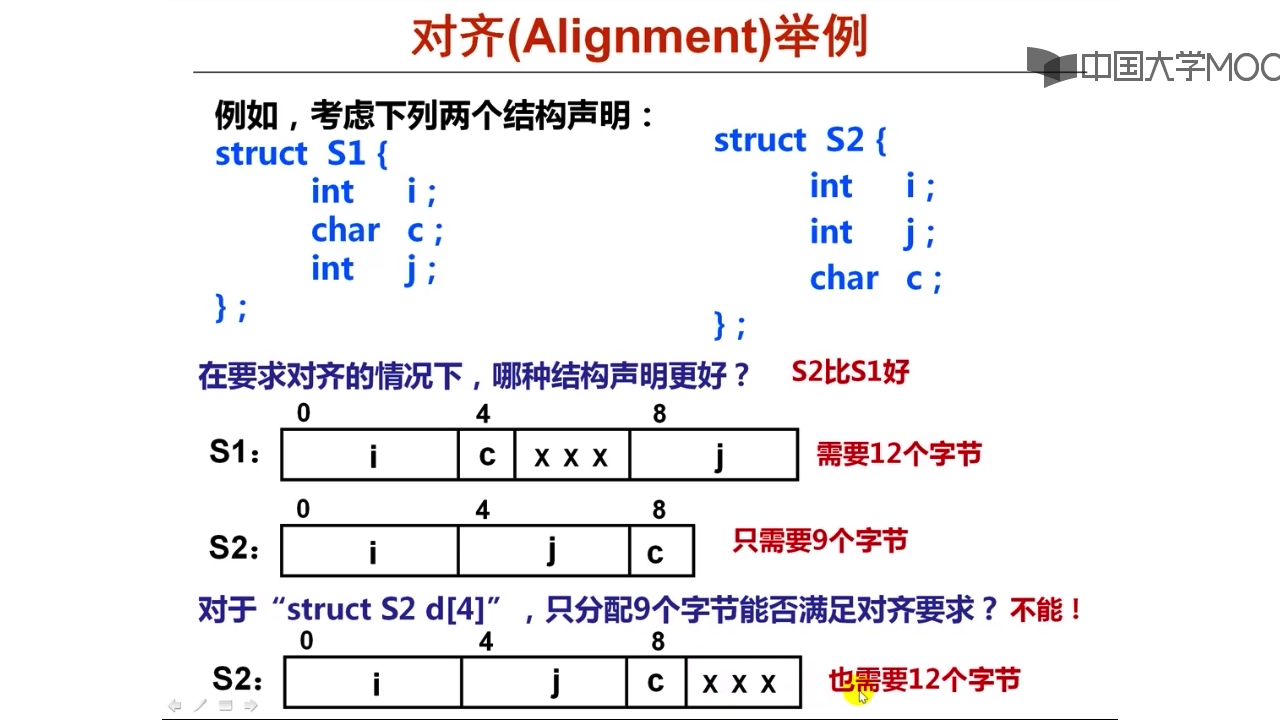 对齐(Alignment)举例
中国大学MOO
例如，考虑下列两个结构声明：
struct S1 {
int i ;
char c ;
int j ;
} ;
struct S2 {
int i ;
int j ;
char c ;
} ;
在要求对齐的情况下，哪种结构声明更好？ S2比S1好
0 4 8
S1： i c x x x j 需要12个字节
0 4 8
S2： i j c 只需要9个字节
对于“struct S2 d[4]”，只分配9个字节能否满足对齐要求？ 不能！
0 4 8
S2： i j c x x x 也需要12个字节